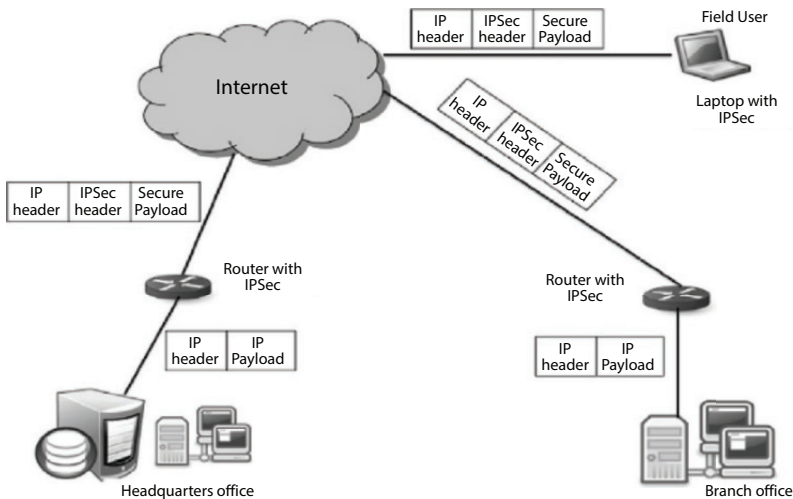 IP header
IPSec header
Secure Payload
Field User
Internet
Laptop with
IPSec
IP header
IPSec header
Secure Payload
IP header
IPSec header
Secure Payload
Router with
IPSec
Router with
IPSec
IP header
IP Payload
IP header
IP Payload
Headquarters office
Branch office